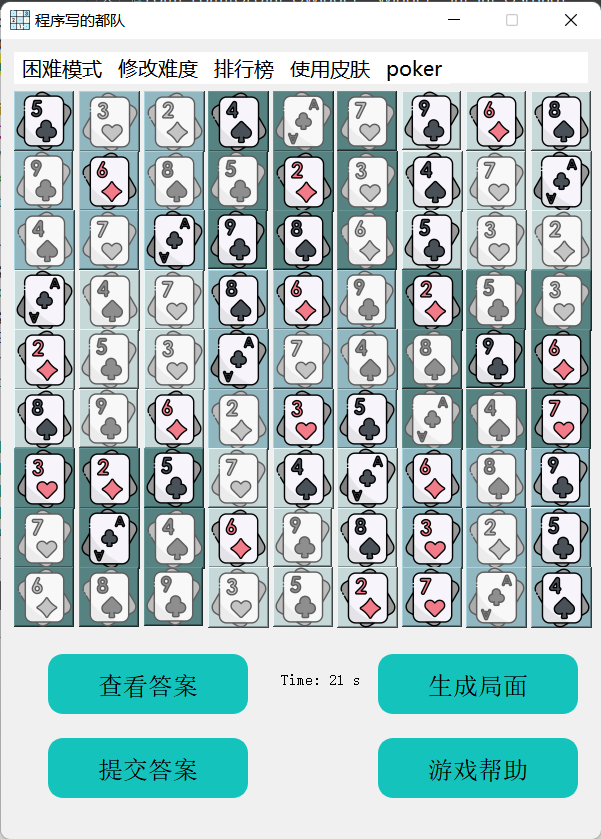 程序写的都队
困难模式 修改难度 排行榜 使用皮肤 poker
5 3 2 4 A A 7 9 6 8
9 6 8 5 2 3 4 7 A A
4 7 A A 9 8 6 5 3 2
A A 4 7 8 6 9 2 5 3
2 5 3 A A 7 4 8 9 6
8 9 6 2 3 5 A A 4 7
3 2 5 7 4 A A 6 8 9
7 A A 4 6 9 8 3 2 5
6 8 9 3 5 2 7 A A 4
查看答案 Time: 21 s 生成局面
提交答案 游戏帮助